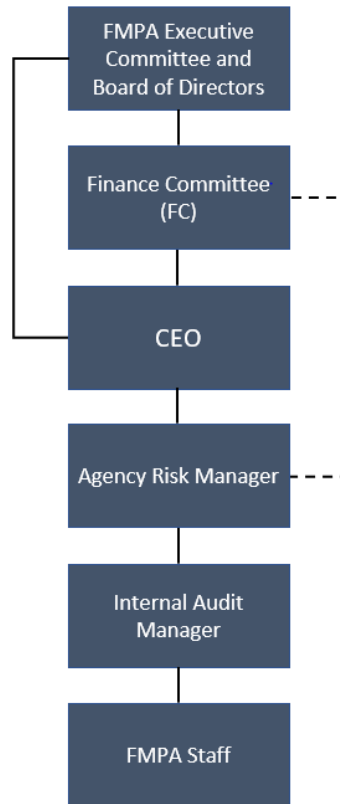 FMPA Executive
Committee and
Board of Directors
Finance Committee
(FC)
CEO
Agency Risk Manager
Internal Audit
Manager
FMPA Staff